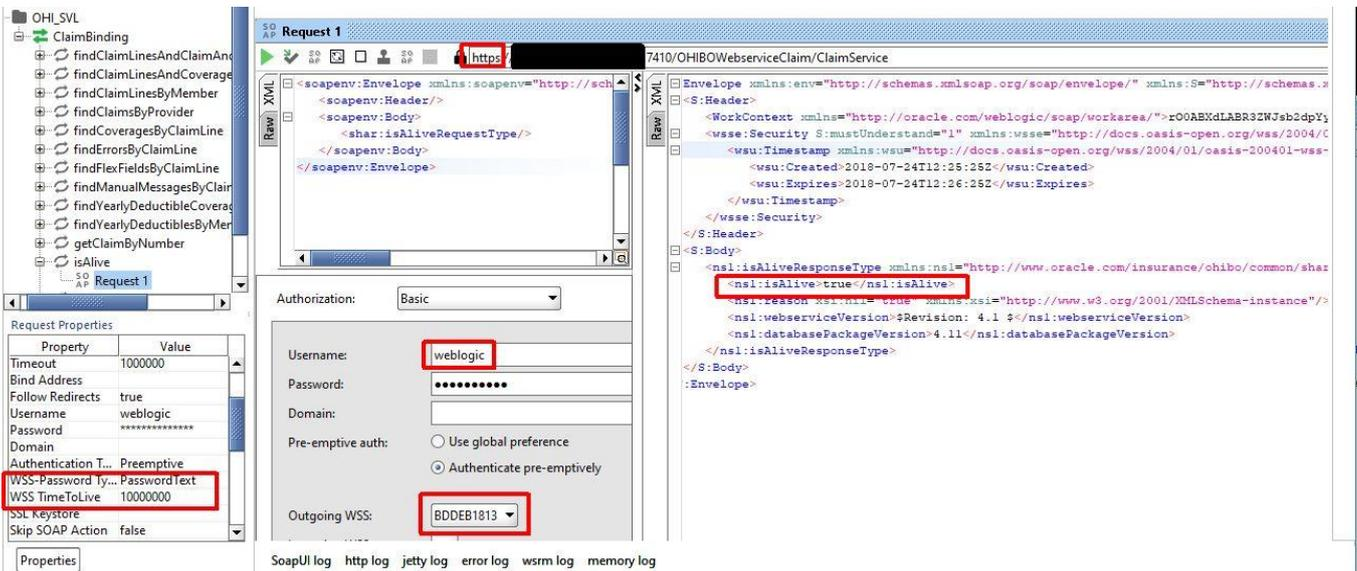 OHI_SVL
ClaimBinding
findClaimLinesAndClaimAnd
findClaimLinesAndCoverage
findClaimLinesByMember
findClaimsByProvider
findCoveragesByClaimLine
findErrorsByClaimLine
findFlexFieldsByClaimLine
findManualMessagesByClain
findYearlyDeductibleCoverag
findYearlyDeductiblesByMer
getClaimByNumber
isAlive
SOAP Request 1
Request Properties
Property Value
Timeout 1000000
Bind Address
Follow Redirects true
Username weblogic
Password **************
Domain
Authentication T... Preemptive
WSS-Password Ty... PasswordText
WSS TimeToLive 10000000
SSL Keystore
Skip SOAP Action false
Properties
SOAP Request 1
https:/ 7410/OHIBOWebserviceClaim/ClaimService
XML
Raw
<soapenv:Envelope xmlns:soapenv="http://sch
<soapenv:Header/>
<soapenv:Body>
<shar:isAliveRequestType/>
</soapenv:Body>
</soapenv:Envelope>
Authorization: Basic
Username: weblogic
Password: ●●●●●●●●●●
Domain:
Pre-emptive auth: Use global preference
Authenticate pre-emptively
Outgoing WSS: BDDEB1813
XML
Raw
Envelope xmlns:env="http://schemas.xmlsoap.org/soap/envelope/" xmlns:S="http://schemas.x
<S:Header>
<WorkContext xmlns="http://oracle.com/weblogic/soap/workarea/">rO0ABXdLABR3ZWJsb2dpYy
<wsse:Security S:mustUnderstand="1" xmlns:wsse="http://docs.oasis-open.org/wss/2004/0
<wsu:Timestamp xmlns:wsu="http://docs.oasis-open.org/wss/2004/01/oasis-200401-wss-
<wsu:Created>2018-07-24T12:25:25Z</wsu:Created>
<wsu:Expires>2018-07-24T12:26:25Z</wsu:Expires>
</wsu:Timestamp>
</wsse:Security>
</S:Header>
<S:Body>
<ns1:isAliveResponseType xmlns:ns1="http://www.oracle.com/insurance/ohibo/common/shar
<ns1:isAlive>true</ns1:isAlive>
<ns1:reason xsi:nil="true" xmlns:xsi="http://www.w3.org/2001/XMLSchema-instance"/>
<ns1:webserviceVersion>$Revision: 4.1 $</ns1:webserviceVersion>
<ns1:databasePackageVersion>4.11</ns1:databasePackageVersion>
</ns1:isAliveResponseType>
</S:Body>
:Envelope>
SoapUI log http log jetty log error log wsrm log memory log